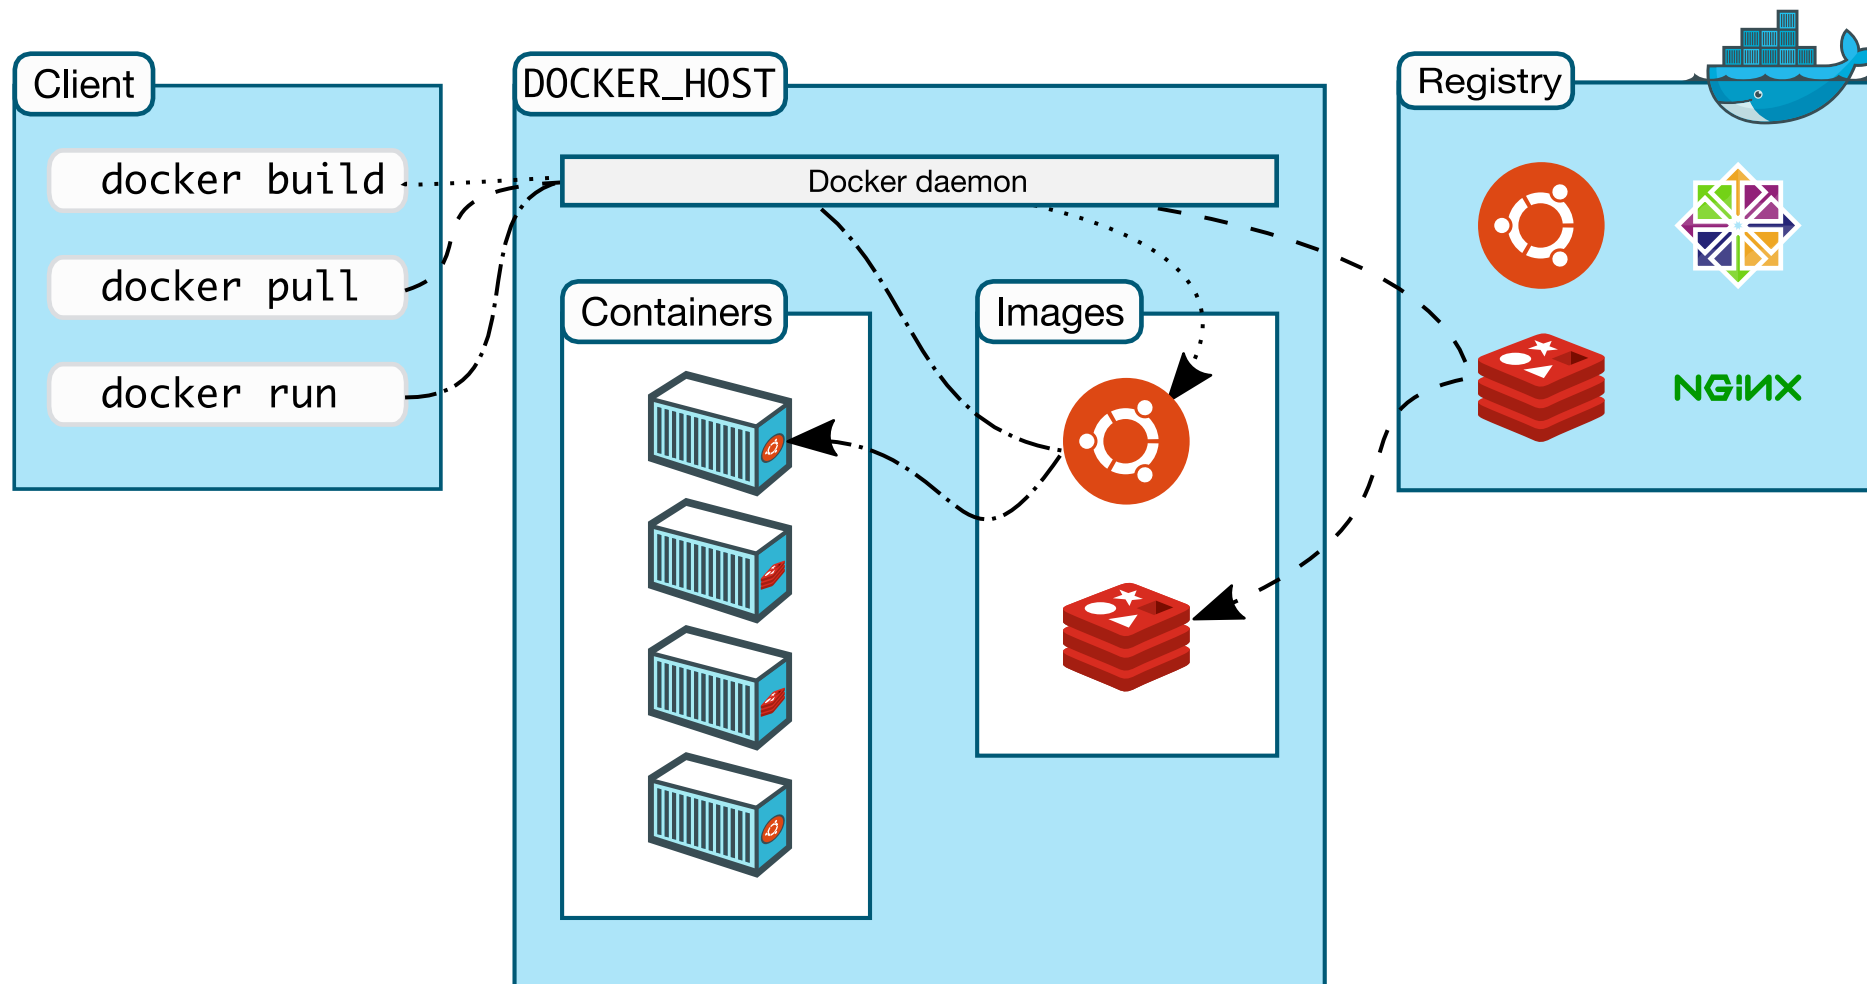 Client
docker build
docker pull
docker run
DOCKER_HOST
Docker daemon
Containers
Images
Registry
NGINX